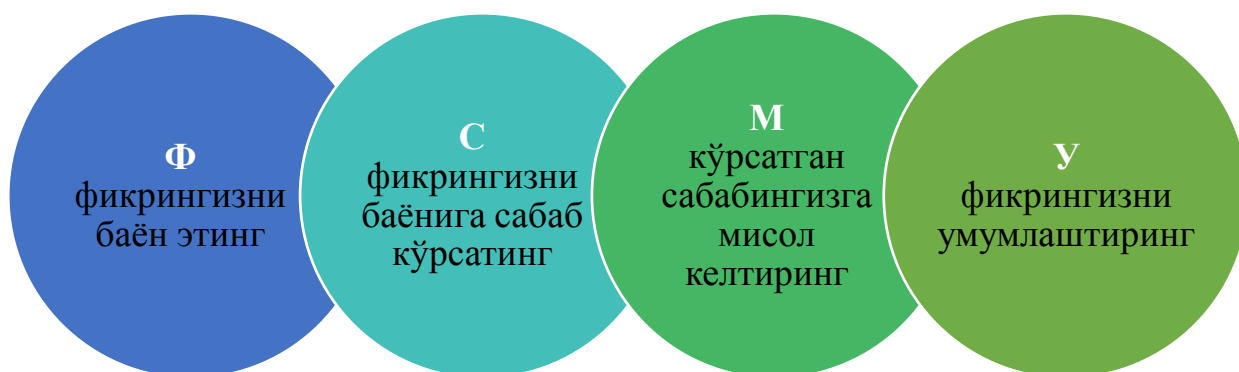 Ф
фикрингизни
баён этинг
С
фикрингизни
баёнига сабаб
кўрсатинг
М
кўрсатган
сабабингизга
мисол
келтиринг
У
фикрингизни
умумлаштиринг